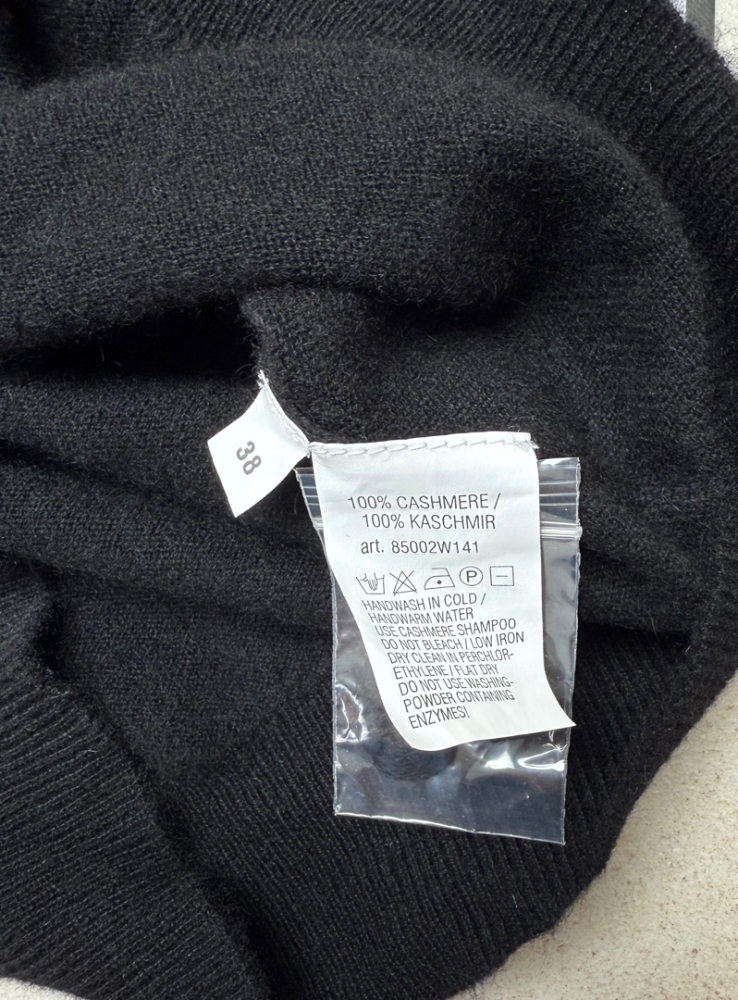 38
100% CASHMERE /
100% KASCHMIR
art. 85002W141
P
HANDWASH IN COLD /
HANDWARM WATER
USE CASHMERE SHAMPOO
DO NOT BLEACH / LOW IRON
DRY CLEAN IN PERCHLOR-
ETHYLENE / FLAT DRY
DO NOT USE WASHING-
POWDER CONTAINING
ENZYMES!